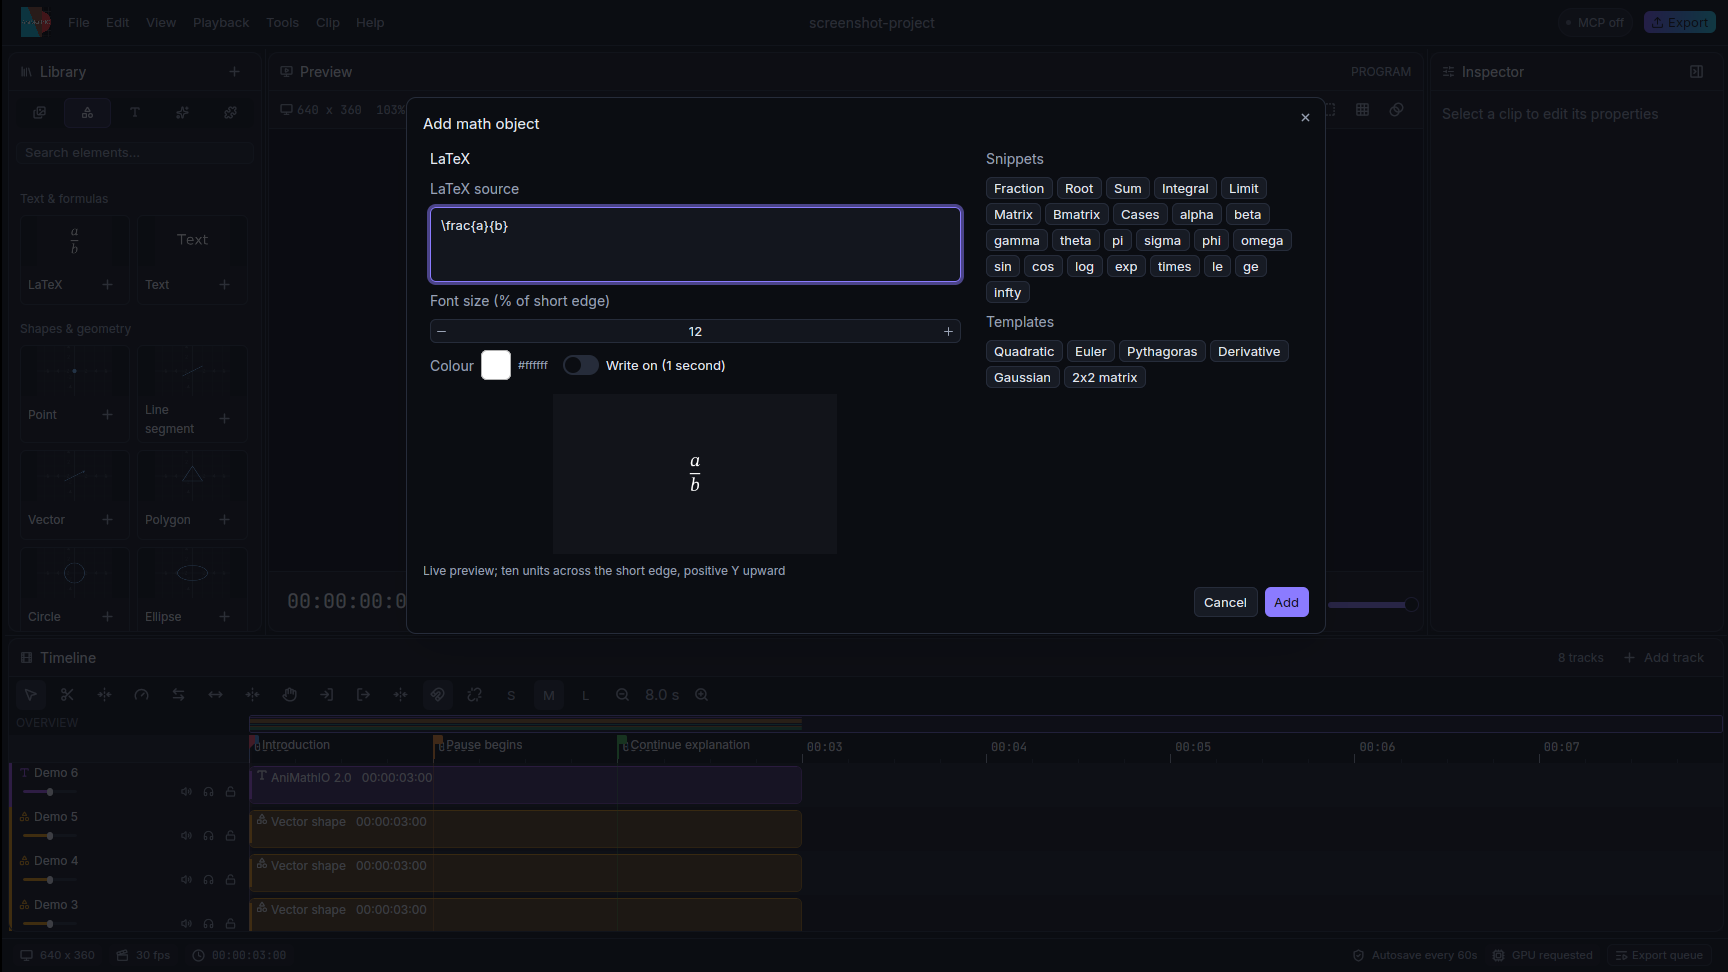 File Edit View Playback Tools Clip Help
screenshot-project
MCP off
Export
Library
Preview
PROGRAM
Inspector
640 x 360 103%
Select a clip to edit its properties
Search elements...
Text & formulas
a
b
Text
LaTeX
Text
Shapes & geometry
Point
Line segment
Vector
Polygon
Circle
Ellipse
Add math object
LaTeX
LaTeX source
\frac{a}{b}
Font size (% of short edge)
12
Colour #ffffff Write on (1 second)
a
b
Live preview; ten units across the short edge, positive Y upward
Snippets
Fraction Root Sum Integral Limit
Matrix Bmatrix Cases alpha beta
gamma theta pi sigma phi omega
sin cos log exp times le ge
infty
Templates
Quadratic Euler Pythagoras Derivative
Gaussian 2x2 matrix
Cancel Add
00:00:00:0
Timeline
8 tracks Add track
S M L 8.0 s
OVERVIEW
Introduction Pause begins Continue explanation 00:03 00:04 00:05 00:06 00:07
Demo 6
T AniMathIO 2.0 00:00:03:00
Demo 5
Vector shape 00:00:03:00
Demo 4
Vector shape 00:00:03:00
Demo 3
Vector shape 00:00:03:00
640 x 360 30 fps 00:00:03:00
Autosave every 60s GPU requested Export queue